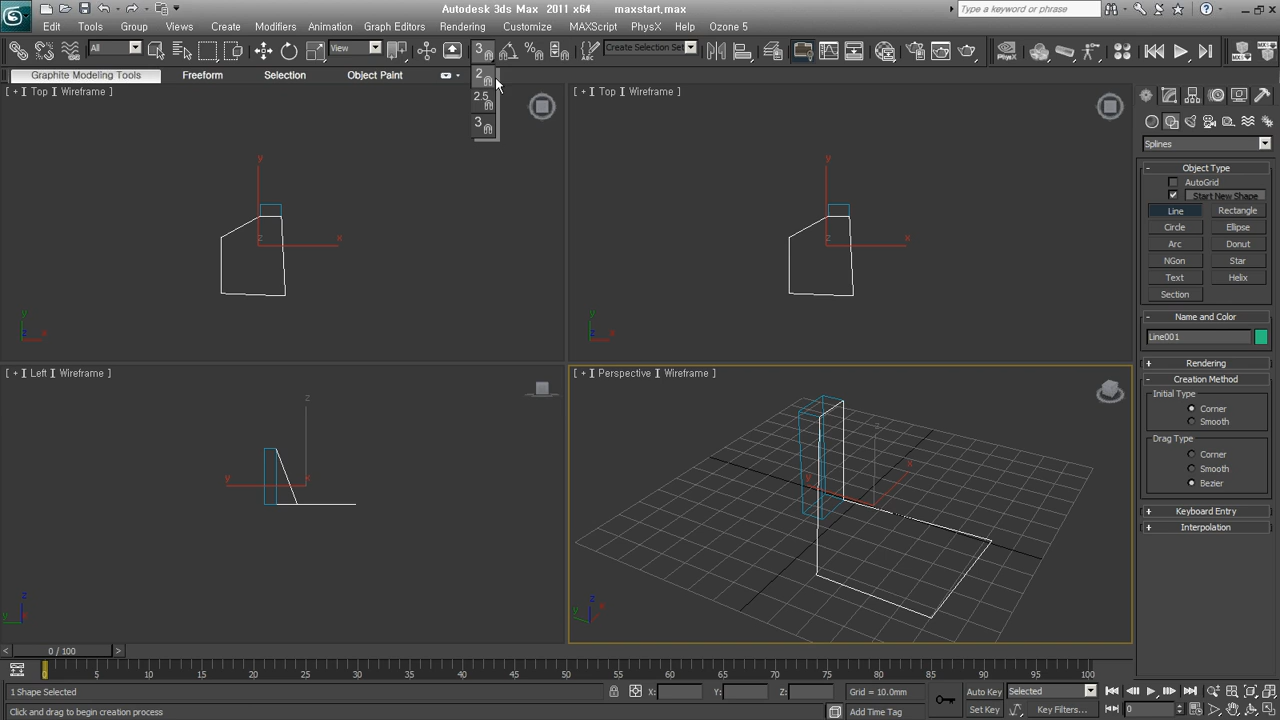 Autodesk 3ds Max 2011 x64 maxstart.max
Type a keyword or phrase
Edit Tools Group Views Create Modifiers Animation Graph Editors Rendering Customize MAXScript PhysX Ozone 5
All View 3 Create Selection Set
Graphite Modeling Tools Freeform Selection Object Paint
2
2.5
3
[ + ] [ Top ] [ Wireframe ]
[ + ] [ Top ] [ Wireframe ]
y
x
z
y
x
z
z
y
x
z
y
x
[ + ] [ Left ] [ Wireframe ]
[ + ] [ Perspective ] [ Wireframe ]
z
y
x
z
x
y
z
y
z
y
x
Splines
Object Type
AutoGrid
Start New Shape
Line Rectangle
Circle Ellipse
Arc Donut
NGon Star
Text Helix
Section
Name and Color
Line001
Rendering
Creation Method
Initial Type
Corner
Smooth
Drag Type
Corner
Smooth
Bezier
Keyboard Entry
Interpolation
< 0 / 100 >
0 5 10 15 20 25 30 35 40 45 50 55 60 65 70 75 80 85 90 95 100
1 Shape Selected X: Y: Z: Grid = 10.0mm Auto Key Selected
Click and drag to begin creation process Add Time Tag Set Key Key Filters... 0